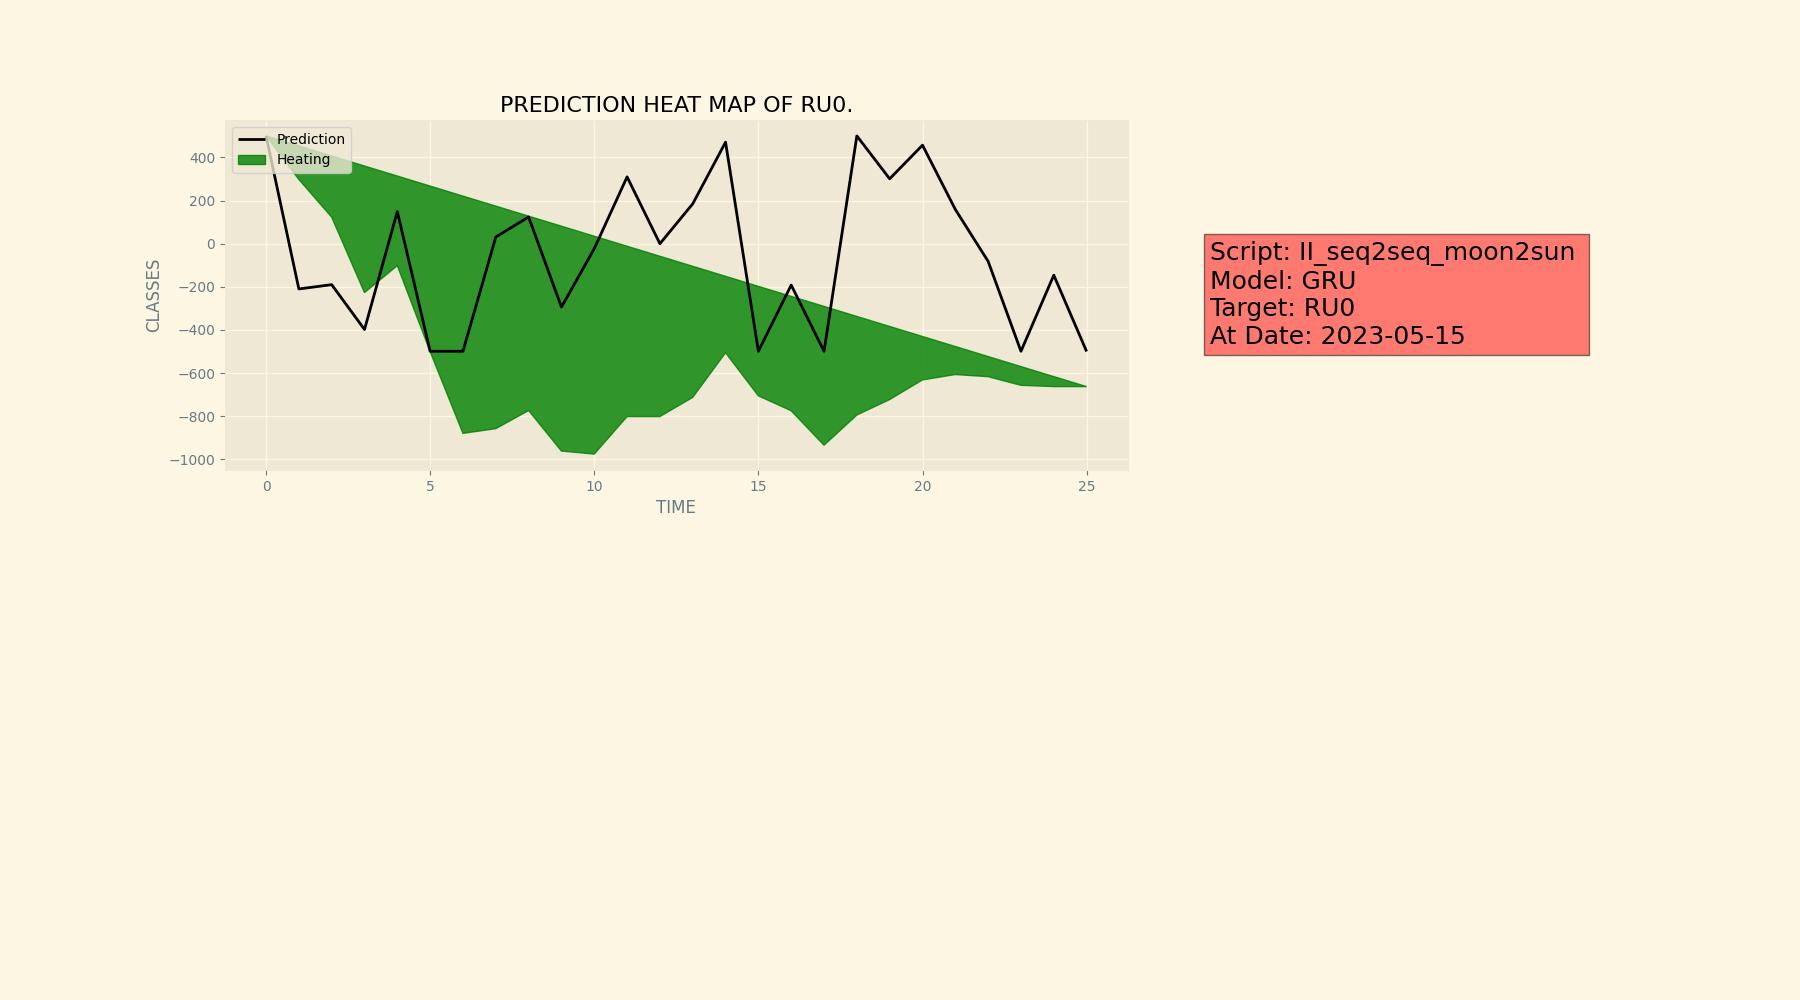 PREDICTION HEAT MAP OF RU0.
Prediction
Heating
400
200
0
−200
−400
−600
−800
−1000
CLASSES
0 5 10 15 20 25
TIME
Script: II_seq2seq_moon2sun
Model: GRU
Target: RU0
At Date: 2023-05-15